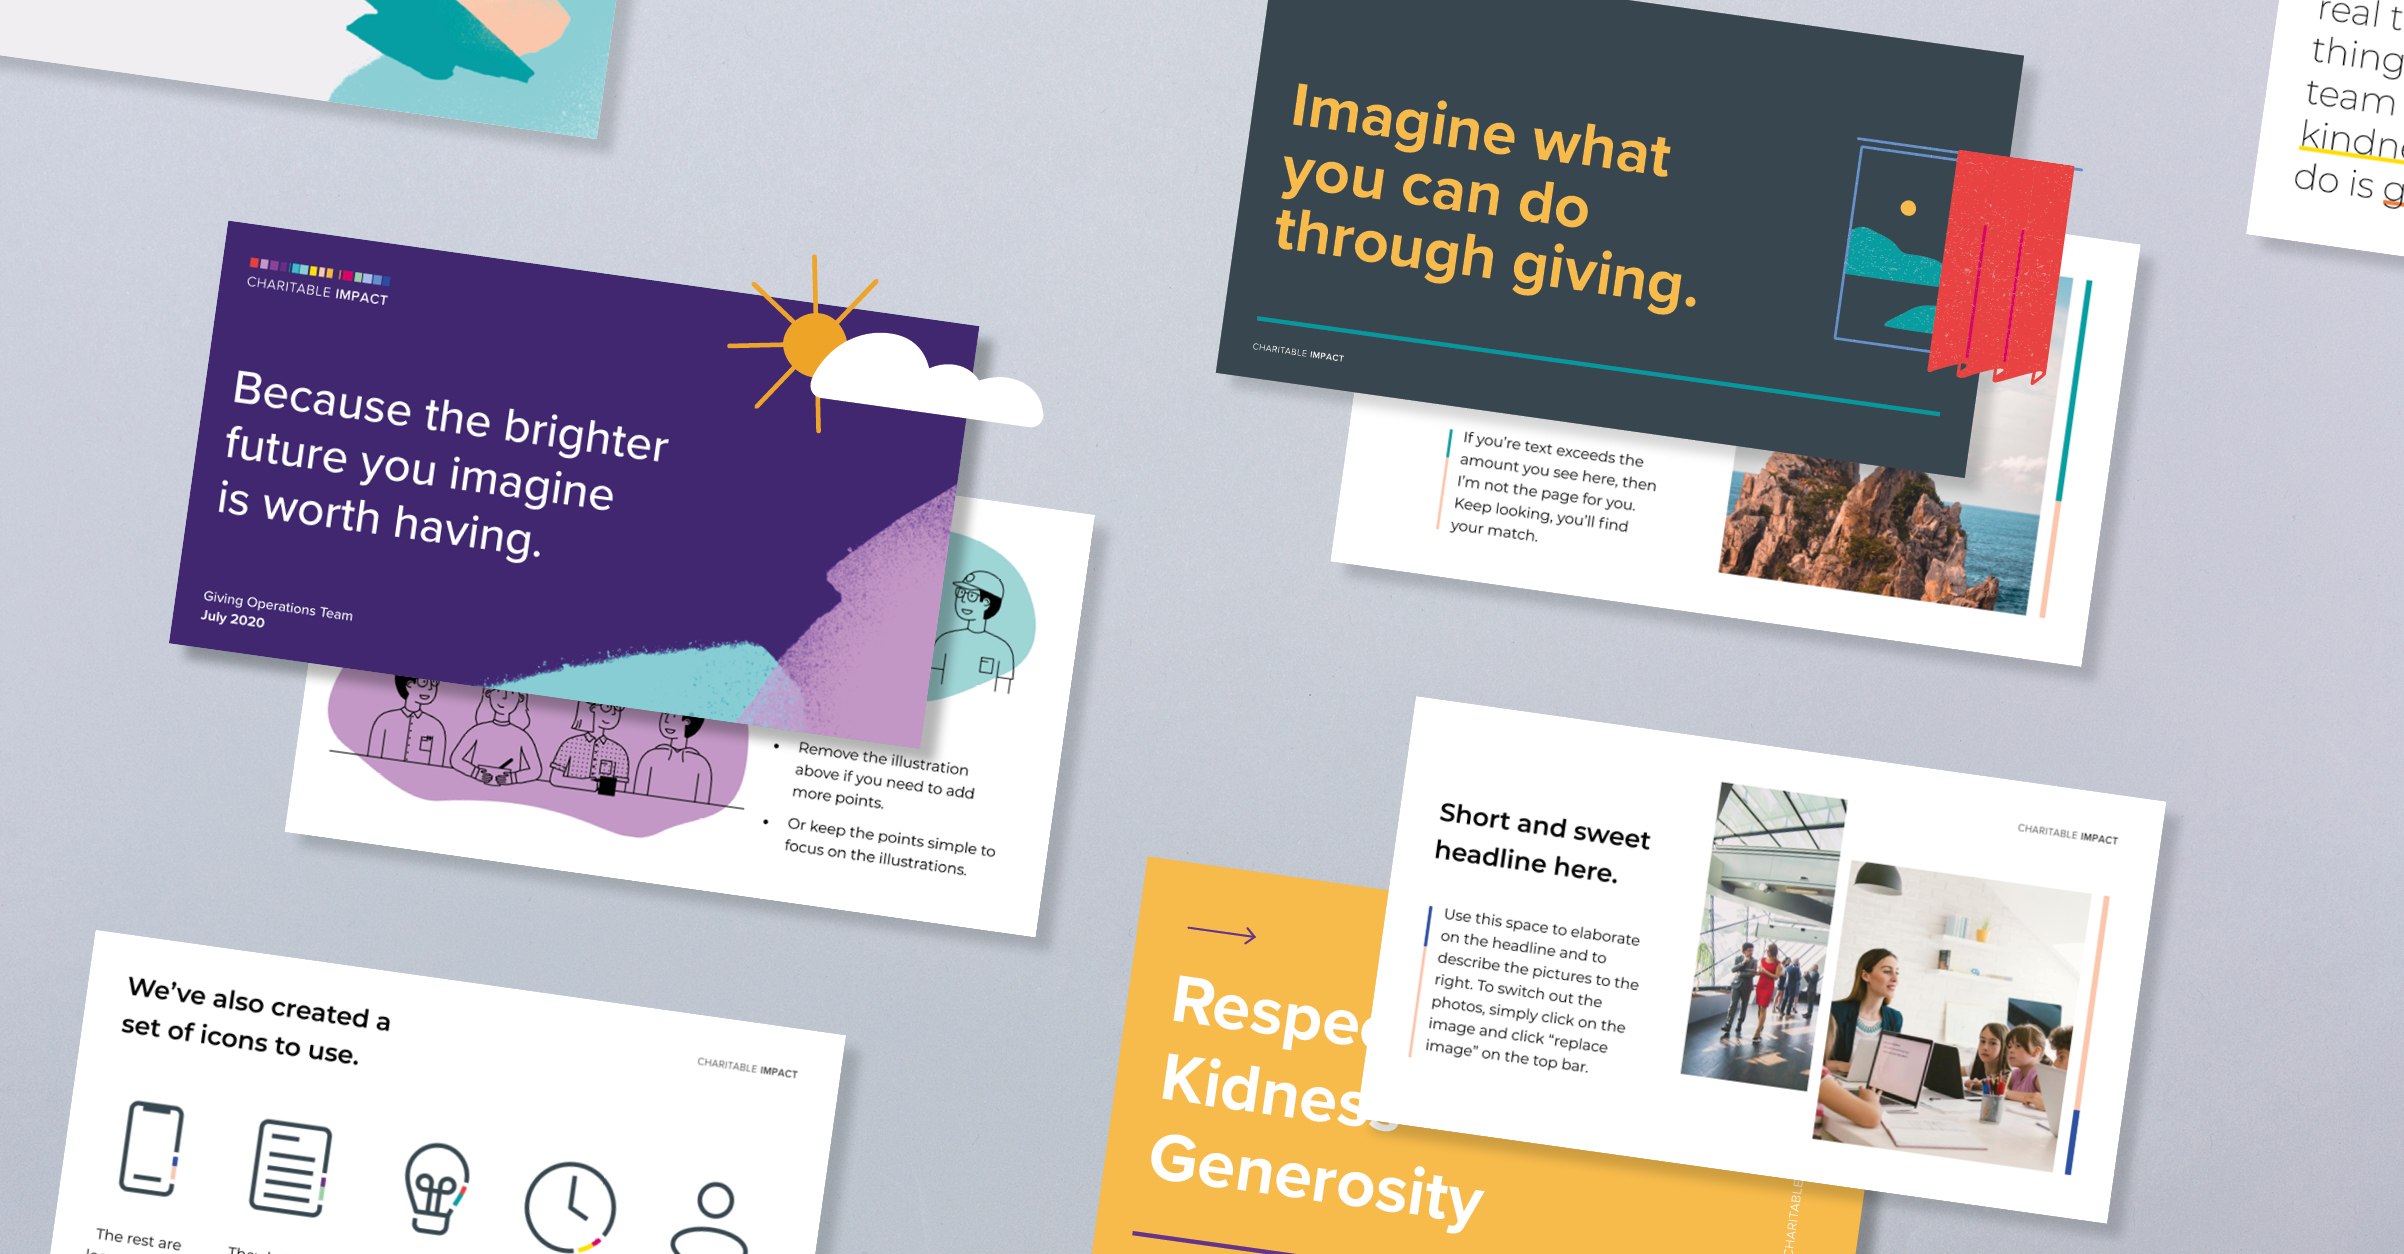 CHARITABLE IMPACT
Because the brighter
future you imagine
is worth having.
Giving Operations Team
July 2020
Remove the illustration
above if you need to add
more points.
Or keep the points simple to
focus on the illustrations.
We've also created a
set of icons to use.
CHARITABLE IMPACT
The rest are
Imagine what
you can do
through giving.
CHARITABLE IMPACT
If you're text exceeds the
amount you see here, then
I'm not the page for you.
Keep looking, you'll find
your match.
real
thing
team
do is
Short and sweet
headline here.
CHARITABLE IMPACT
Use this space to elaborate
on the headline and to
describe the pictures to the
right. To switch out the
photos, simply click on the
image and click “replace
image” on the top bar.
Kidness
Generosity
CHARITABLE